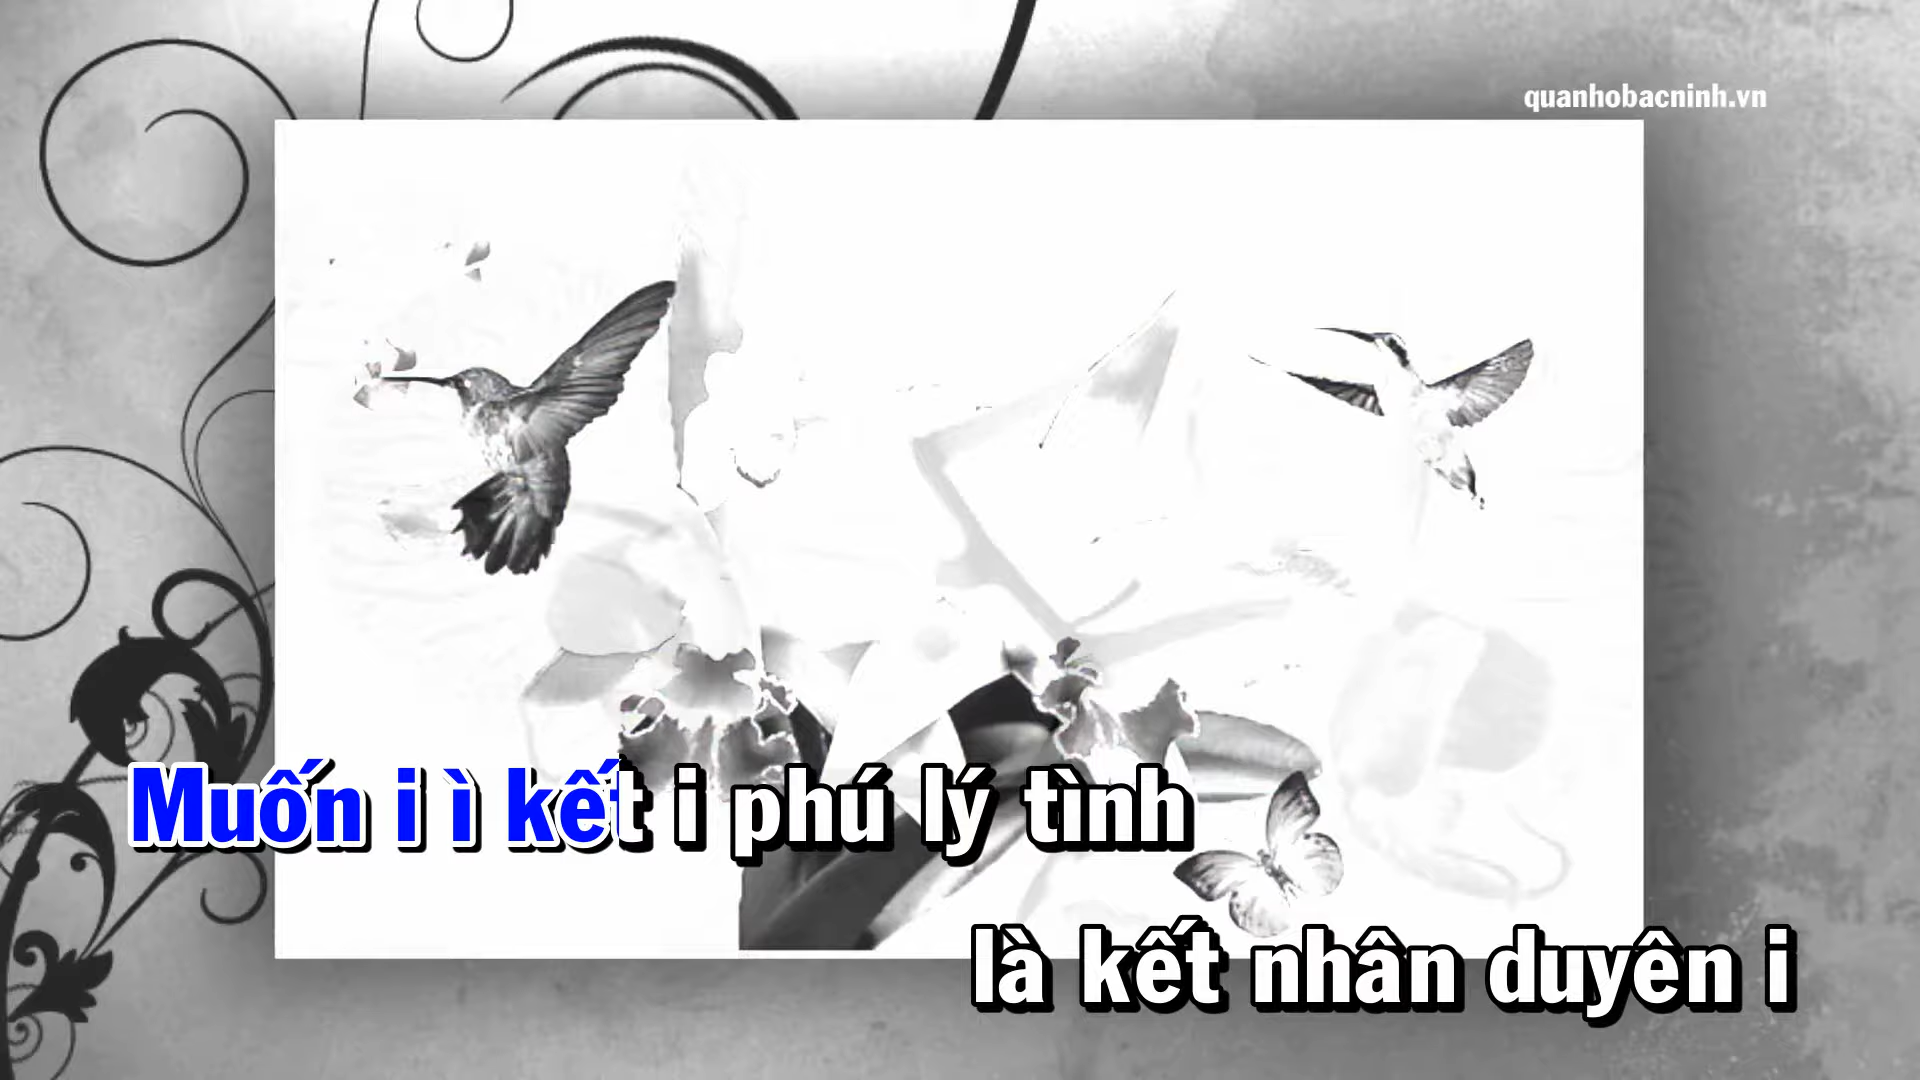 quanhobacninh.vn
Muốn i ì kết i phú lý tình
là kết nhân duyên i